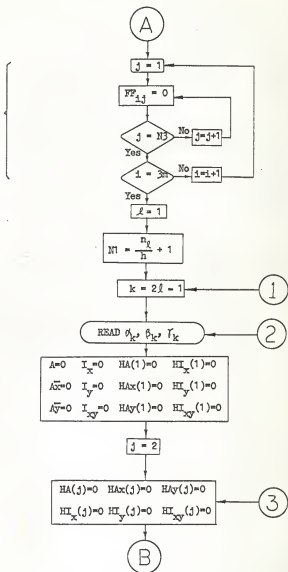 A
j = 1
FF_ij = 0
j = N3 No j=j+1
Yes
i = 3m No i=i+1
Yes
ℓ = 1
N1 = n_ℓ/h + 1
k = 2ℓ - 1 1
READ ø_k, β_k, γ_k 2
A=0 I_x=0 HA(1)=0 HI_x(1)=0
Ax̄=0 I_y=0 HAx(1)=0 HI_y(1)=0
Aȳ=0 I_xy=0 HAy(1)=0 HI_xy(1)=0
j = 2
HA(j)=0 HAx(j)=0 HAy(j)=0 3
HI_x(j)=0 HI_y(j)=0 HI_xy(j)=0
B